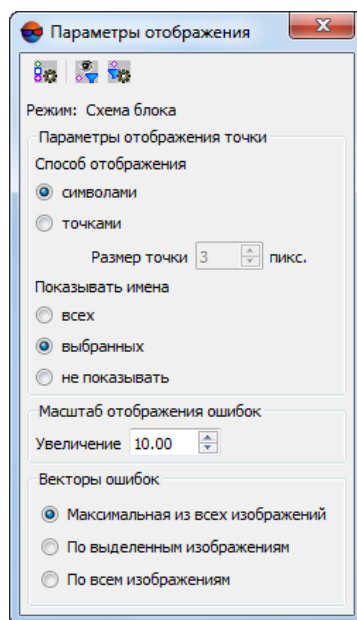 Параметры отображения
Режим: Схема блока
Параметры отображения точки
Способ отображения
символами
точками
Размер точки 3 пикс.
Показывать имена
всех
выбранных
не показывать
Масштаб отображения ошибок
Увеличение 10.00
Векторы ошибок
Максимальная из всех изображений
По выделенным изображениям
По всем изображениям